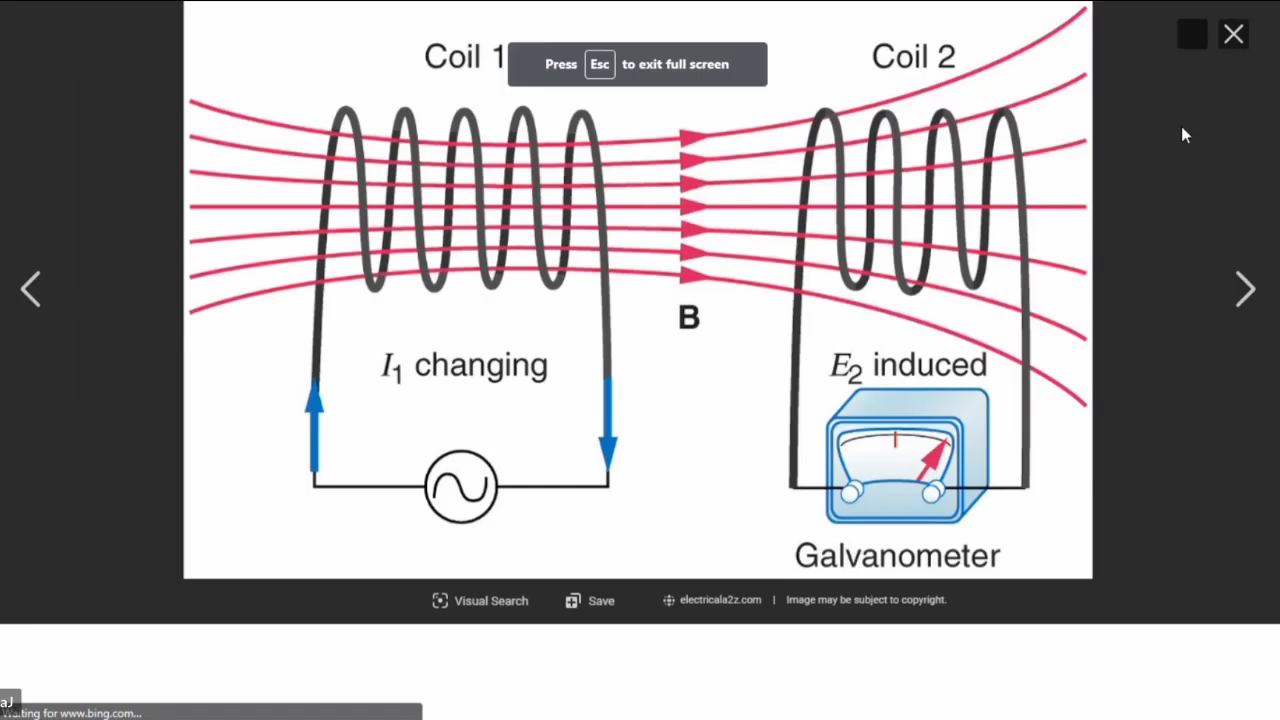 Coil 1
Press Esc to exit full screen
Coil 2
B
I₁ changing
E₂ induced
Galvanometer
Visual Search Save electricala2z.com | Image may be subject to copyright.
aJ
Waiting for www.bing.com...